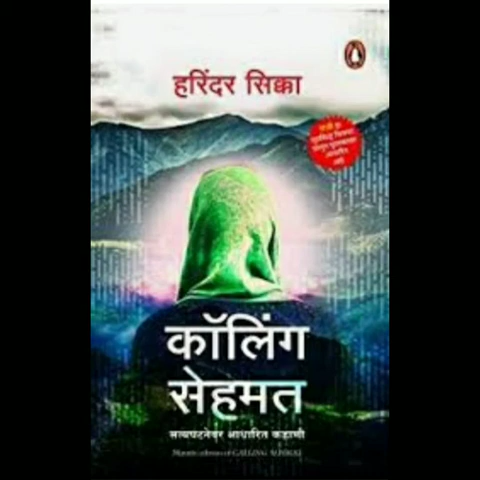 हरिंदर सिक्का
कॉलिंग
सेहमत
सत्यघटनेवर आधारित कहाणी
Marathi edition of CALLING SEHMAT